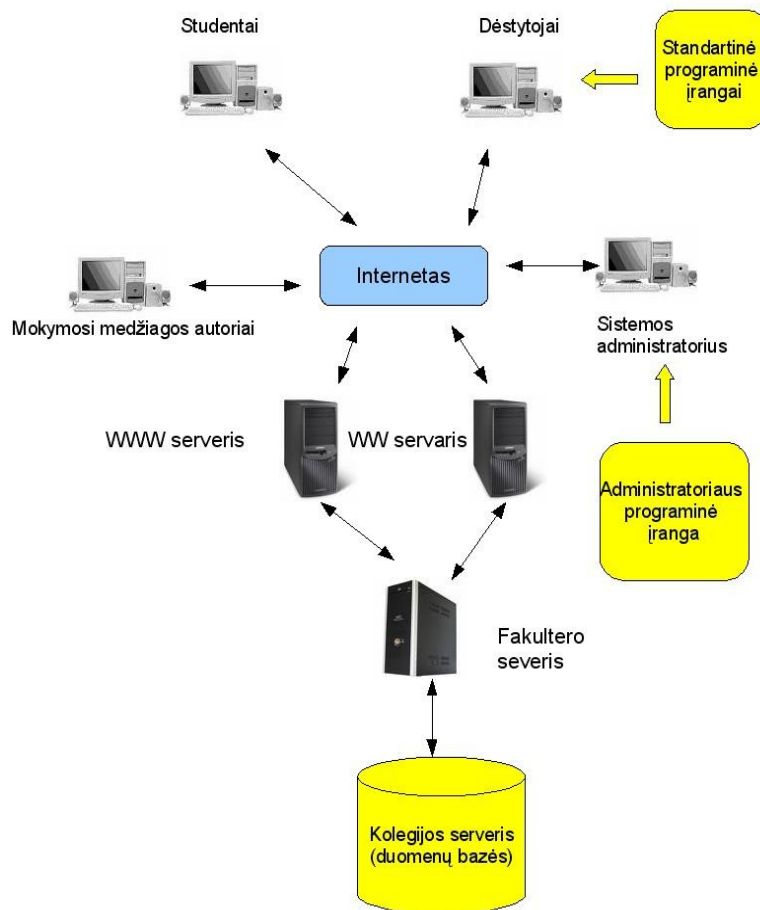 Studentai
Dėstytojai
Standartinė
programinė
įrangai
Internetas
Mokymosi medžiagos autoriai
Sistemos
administratorius
WWW serveris
WW servaris
Administratoriaus
programinė
įranga
Fakultero
severis
Kolegijos serveris
(duomenų bazės)